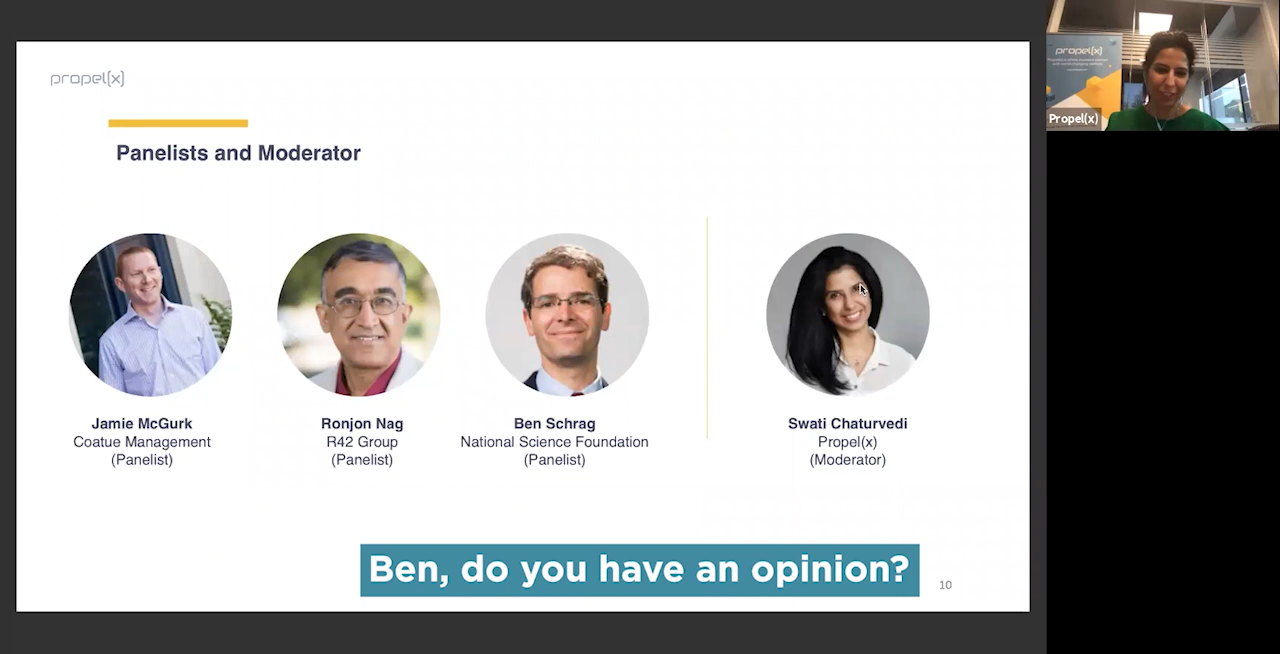 propel(x)
Panelists and Moderator
Jamie McGurk
Coatue Management
(Panelist)
Ronjon Nag
R42 Group
(Panelist)
Ben Schrag
National Science Foundation
(Panelist)
Swati Chaturvedi
Propel(x)
(Moderator)
Ben, do you have an opinion?
10
propel(x)
Propel(x)